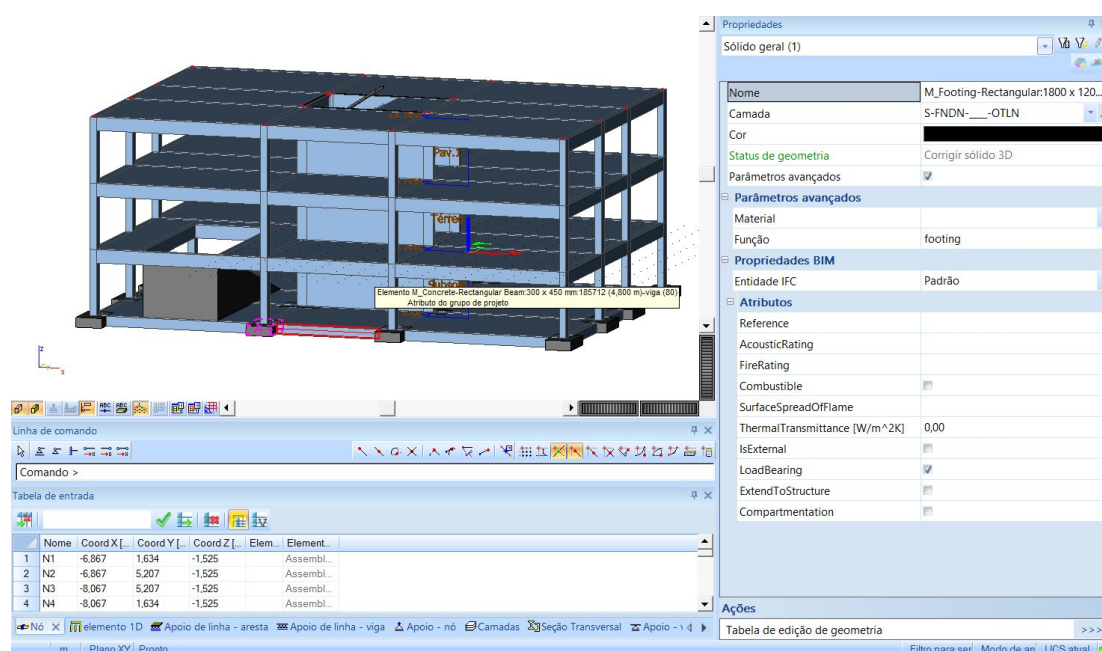 Propriedades
Sólido geral (1)
Nome M_Footing-Rectangular:1800 x 120...
Camada S-FNDN-___-OTLN
Cor
Status de geometria Corrigir sólido 3D
Parâmetros avançados
Parâmetros avançados
Material
Função footing
Propriedades BIM
Entidade IFC Padrão
Atributos
Reference
AcousticRating
FireRating
Combustible
SurfaceSpreadOfFlame
ThermalTransmittance [W/m^2K] 0,00
IsExternal
LoadBearing
ExtendToStructure
Compartmentation
Ações
Tabela de edição de geometria >>>
Pav.
Térreo
Subsolo
Elemento M_Concrete-Rectangular Beam:300 x 450 mm:185712 (4,800 m)-viga (80)
Atributo do grupo de projeto
z
x
Linha de comando
Comando >
Tabela de entrada
Nome Coord X [... Coord Y [... Coord Z [... Elem... Element...
1 N1 -6,867 1,634 -1,525 Assembl...
2 N2 -6,867 5,207 -1,525 Assembl...
3 N3 -8,067 5,207 -1,525 Assembl...
4 N4 -8,067 1,634 -1,525 Assembl...
Nó elemento 1D Apoio de linha - aresta Apoio de linha - viga Apoio - nó Camadas Seção Transversal Apoio -
m Plano XY Pronto Filtro para ser Modo de an UCS atual